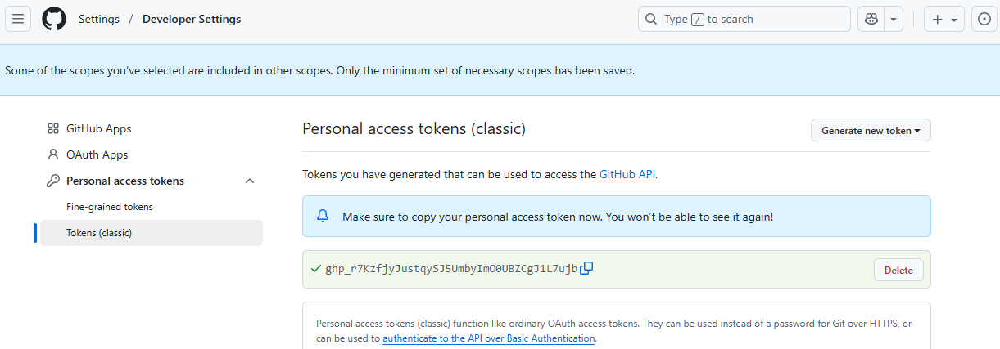 Settings / Developer Settings
Type / to search
Some of the scopes you've selected are included in other scopes. Only the minimum set of necessary scopes has been saved.
GitHub Apps
OAuth Apps
Personal access tokens
Fine-grained tokens
Tokens (classic)
Personal access tokens (classic)
Generate new token
Tokens you have generated that can be used to access the GitHub API.
Make sure to copy your personal access token now. You won't be able to see it again!
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
Delete
Personal access tokens (classic) function like ordinary OAuth access tokens. They can be used instead of a password for Git over HTTPS, or
can be used to authenticate to the API over Basic Authentication.